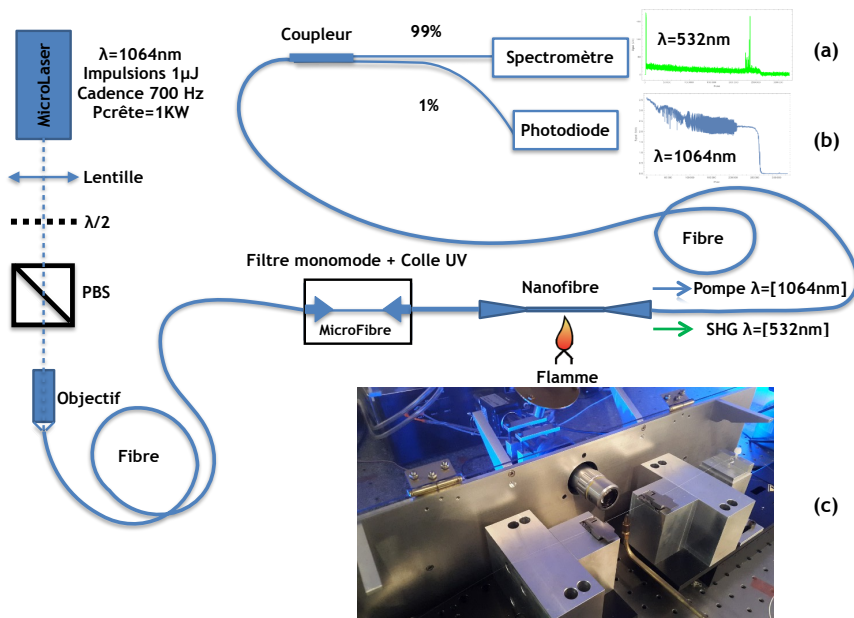 MicroLaser
λ=1064nm
Impulsions 1µJ
Cadence 700 Hz
Pcrête=1KW
Lentille
λ/2
PBS
Objectif
Fibre
Coupleur
99%
1%
Spectromètre
Photodiode
λ=532nm
(a)
λ=1064nm
(b)
Fibre
Filtre monomode + Colle UV
MicroFibre
Nanofibre
Pompe λ=[1064nm]
SHG λ=[532nm]
Flamme
(c)